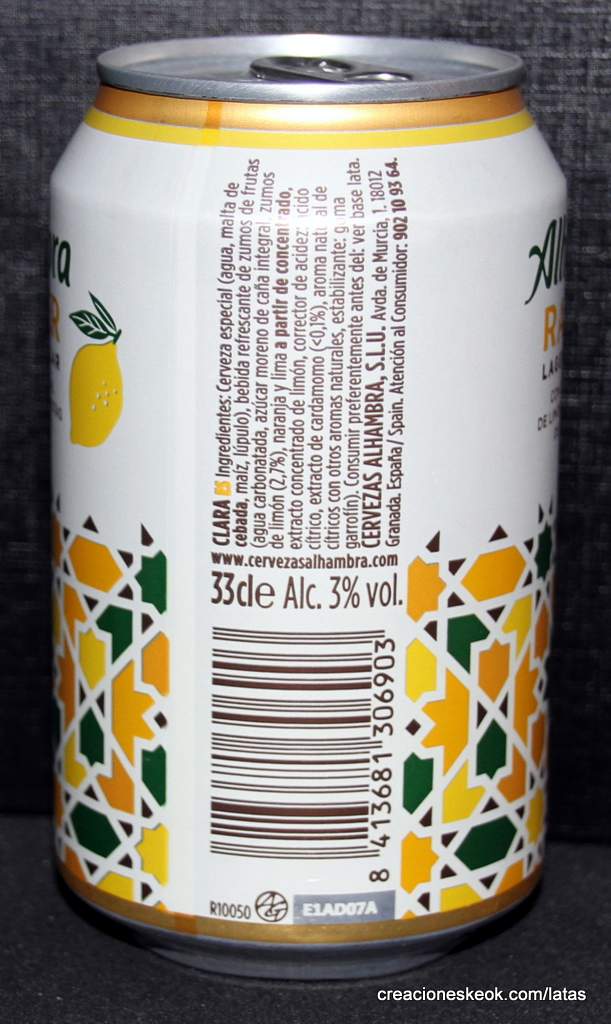 CLARA ES Ingredientes: Cerveza especial (agua, malta de
cebada, maíz, lúpulo), bebida refrescante de zumos de frutas
(agua carbonatada, azúcar moreno de caña integral, zumos
de limón (2,7%), naranja y lima a partir de concentrado,
extracto concentrado de limón, corrector de acidez: ácido
cítrico, extracto de cardamomo (<0,1%), aroma natural de
cítricos con otros aromas naturales, estabilizante: goma
garrofín). Consumir preferentemente antes del: ver base lata.
CERVEZAS ALHAMBRA, S.L.U. Avda. de Murcia, 1. 18012
Granada. España/ Spain. Atención al Consumidor: 902 10 93 64.
www.cervezasalhambra.com
33cle Alc. 3% vol.
8 413681 306903
R10050
E1AD07A
creacioneskeok.com/latas